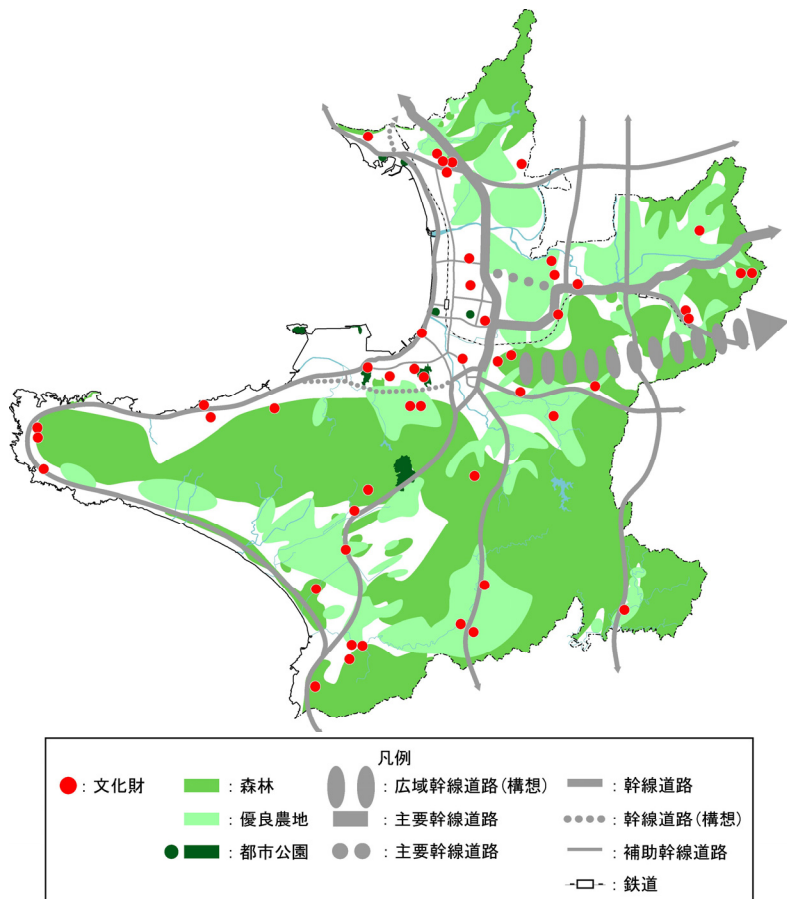 凡例
：文化財
：森林
：広域幹線道路(構想)
：幹線道路
：優良農地
：主要幹線道路
：幹線道路(構想)
：都市公園
：主要幹線道路
：補助幹線道路
：鉄道